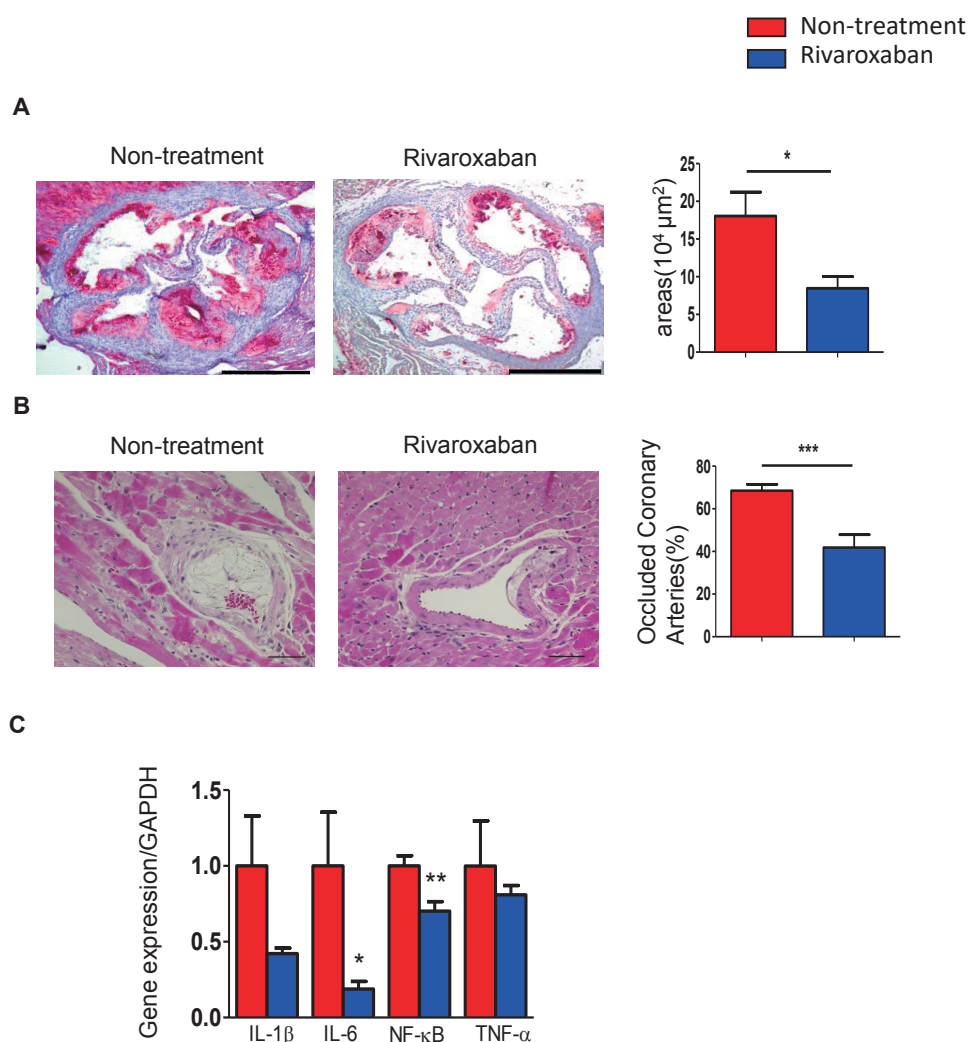 Non-treatment
Rivaroxaban
A
Non-treatment
Rivaroxaban
areas(10⁴ µm²)
25
20
15
10
5
0
*
B
Non-treatment
Rivaroxaban
Occluded Coronary
Arteries(%)
80
60
40
20
0
***
C
Gene expression/GAPDH
1.5
1.0
0.5
0.0
*
**
IL-1β
IL-6
NF-κB
TNF-α